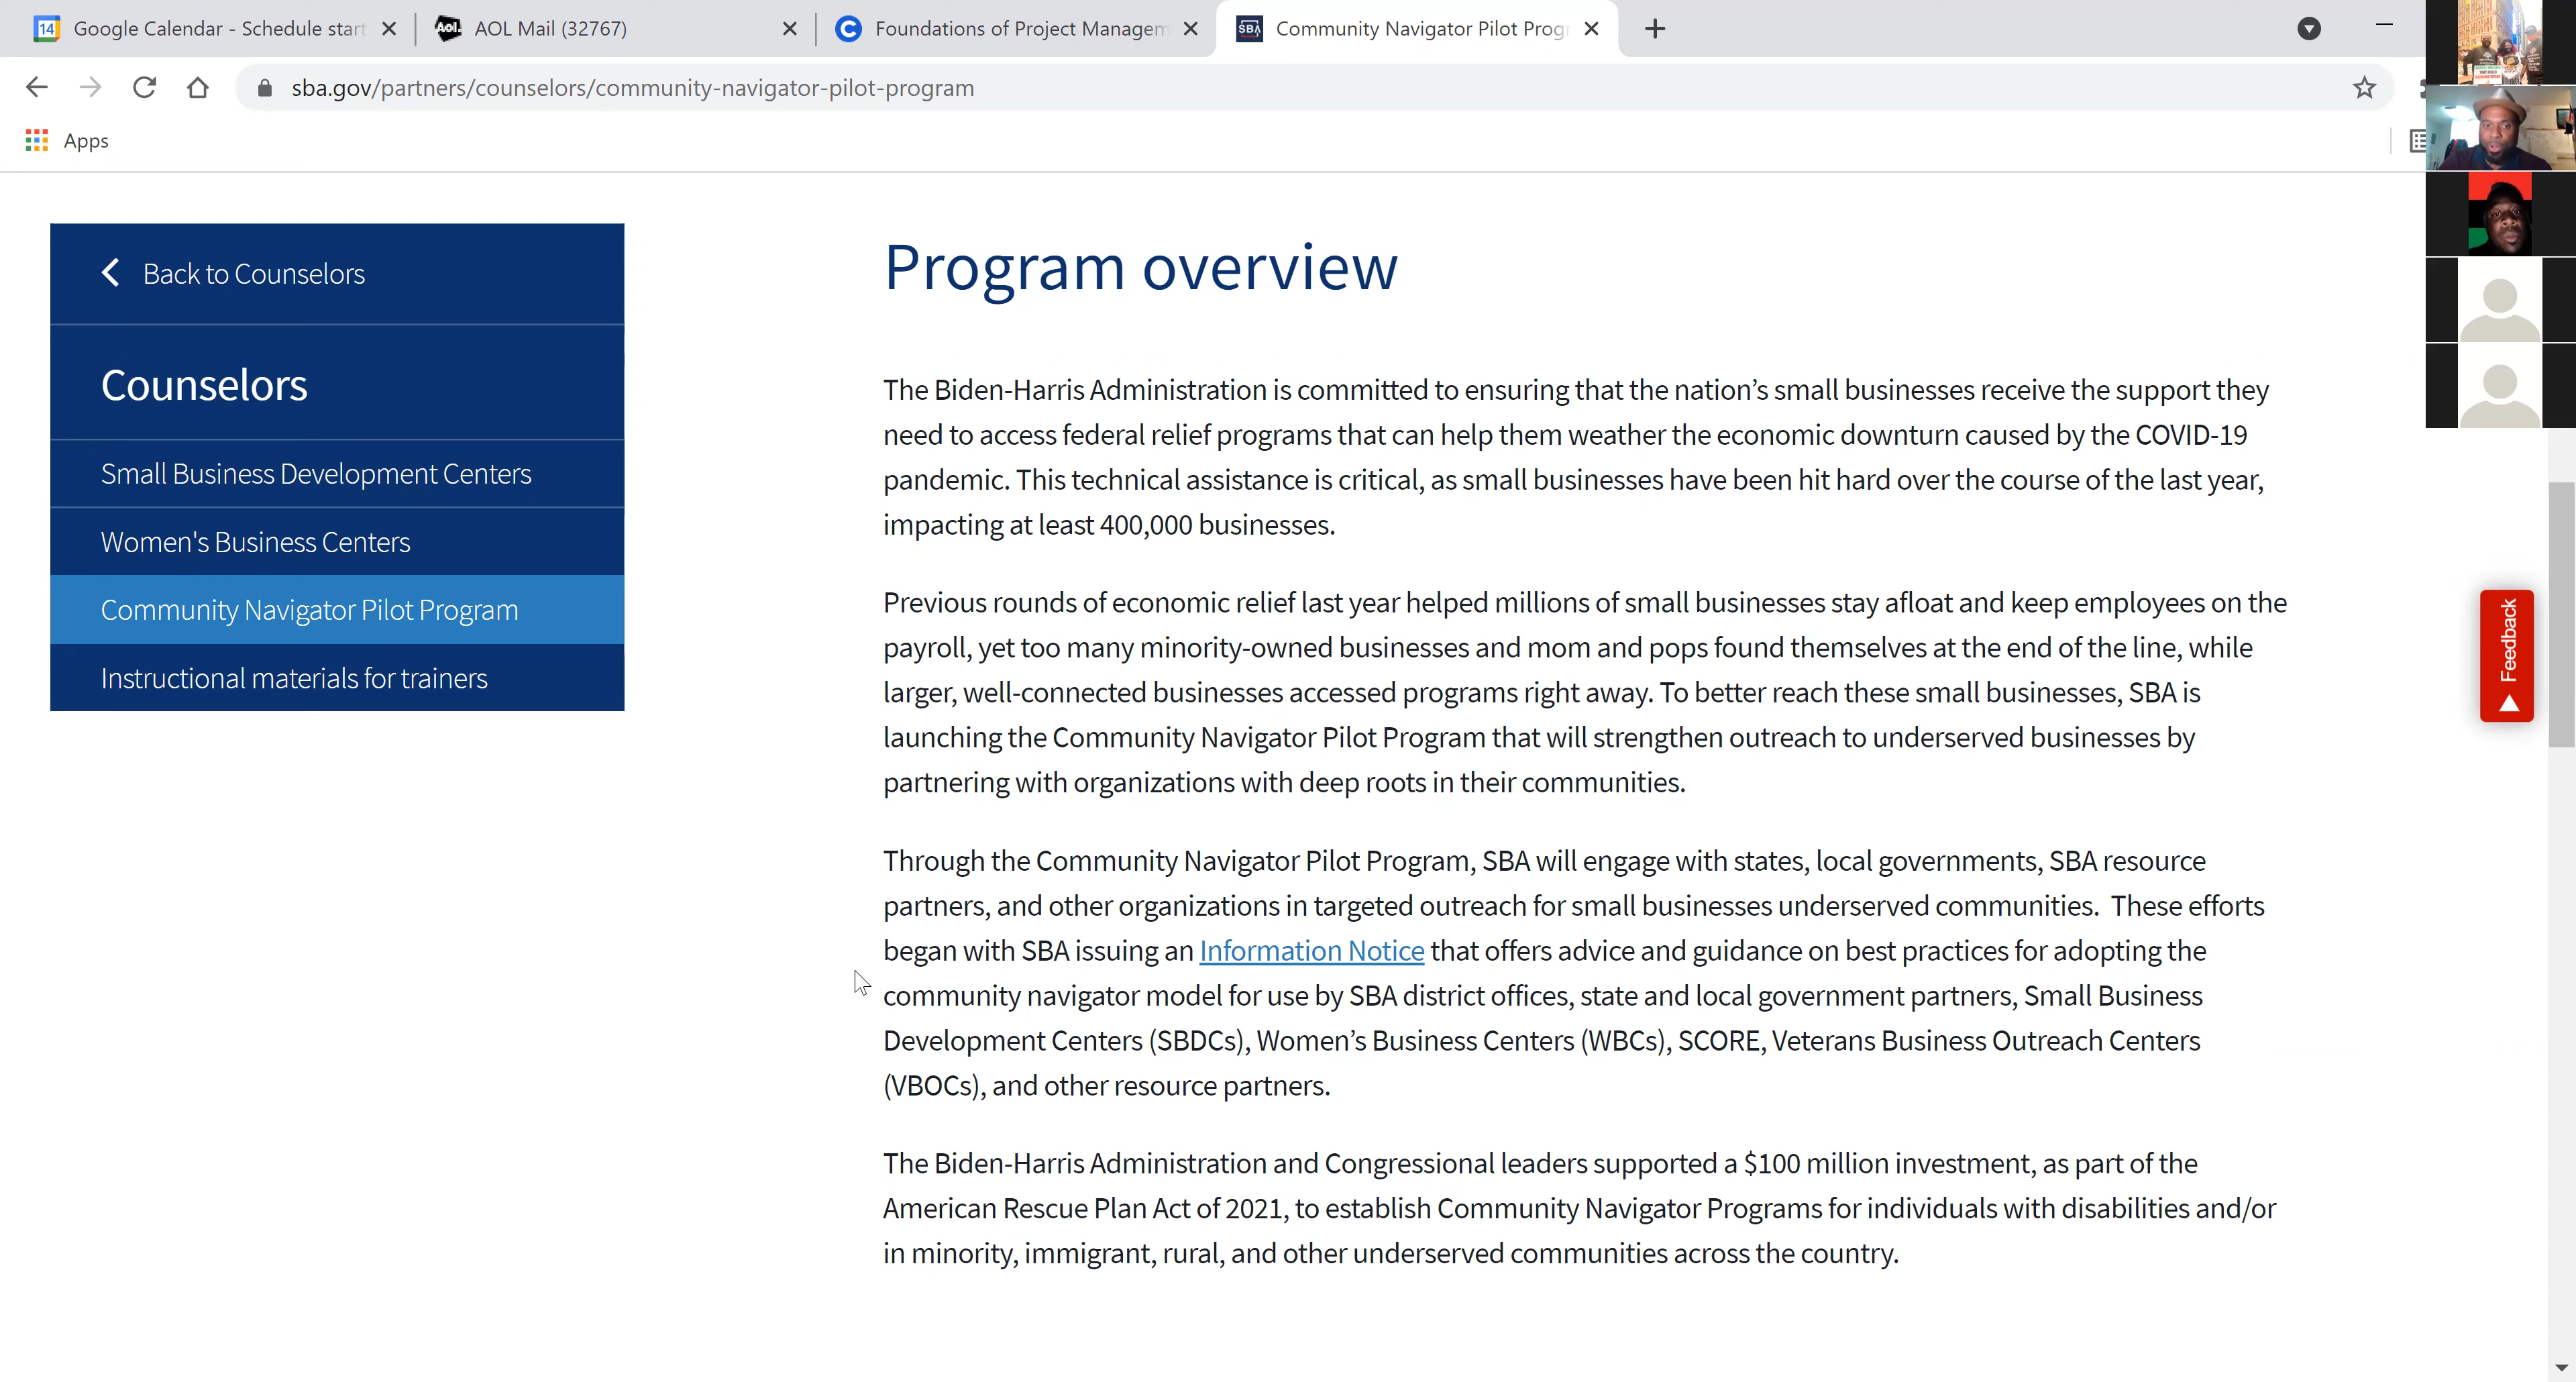 14 Google Calendar - Schedule start
Aol. AOL Mail (32767)
C Foundations of Project Managem
SBA Community Navigator Pilot Prog
sba.gov/partners/counselors/community-navigator-pilot-program
Apps
Back to Counselors
Counselors
Small Business Development Centers
Women's Business Centers
Community Navigator Pilot Program
Instructional materials for trainers
Program overview
The Biden-Harris Administration is committed to ensuring that the nation’s small businesses receive the support they
need to access federal relief programs that can help them weather the economic downturn caused by the COVID-19
pandemic. This technical assistance is critical, as small businesses have been hit hard over the course of the last year,
impacting at least 400,000 businesses.
Previous rounds of economic relief last year helped millions of small businesses stay afloat and keep employees on the
payroll, yet too many minority-owned businesses and mom and pops found themselves at the end of the line, while
larger, well-connected businesses accessed programs right away. To better reach these small businesses, SBA is
launching the Community Navigator Pilot Program that will strengthen outreach to underserved businesses by
partnering with organizations with deep roots in their communities.
Through the Community Navigator Pilot Program, SBA will engage with states, local governments, SBA resource
partners, and other organizations in targeted outreach for small businesses underserved communities.  These efforts
began with SBA issuing an Information Notice that offers advice and guidance on best practices for adopting the
community navigator model for use by SBA district offices, state and local government partners, Small Business
Development Centers (SBDCs), Women’s Business Centers (WBCs), SCORE, Veterans Business Outreach Centers
(VBOCs), and other resource partners.
The Biden-Harris Administration and Congressional leaders supported a $100 million investment, as part of the
American Rescue Plan Act of 2021, to establish Community Navigator Programs for individuals with disabilities and/or
in minority, immigrant, rural, and other underserved communities across the country.
Feedback